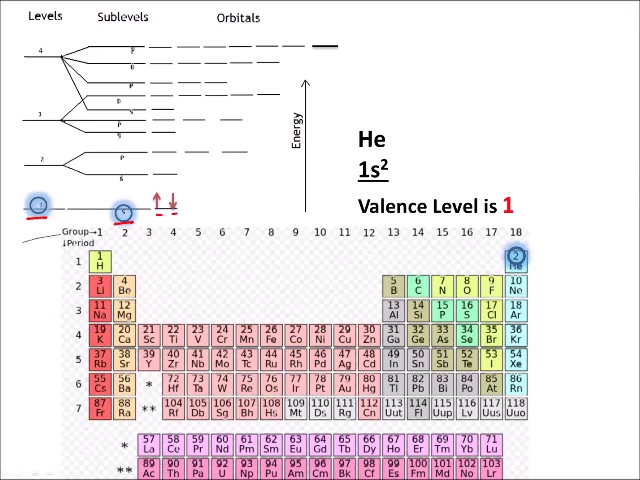 Levels Sublevels Orbitals
4 F
D
P
D
3 S
P
S
2 P
S
1 S
Energy
He
1s²
Valence Level is 1
Group→1 2 3 4 5 6 7 8 9 10 11 12 13 14 15 16 17 18
↓Period
1 1 H 2 He
2 3 Li 4 Be 5 B 6 C 7 N 8 O 9 F 10 Ne
3 11 Na 12 Mg 13 Al 14 Si 15 P 16 S 17 Cl 18 Ar
4 19 K 20 Ca 21 Sc 22 Ti 23 V 24 Cr 25 Mn 26 Fe 27 Co 28 Ni 29 Cu 30 Zn 31 Ga 32 Ge 33 As 34 Se 35 Br 36 Kr
5 37 Rb 38 Sr 39 Y 40 Zr 41 Nb 42 Mo 43 Tc 44 Ru 45 Rh 46 Pd 47 Ag 48 Cd 49 In 50 Sn 51 Sb 52 Te 53 I 54 Xe
6 55 Cs 56 Ba * 72 Hf 73 Ta 74 W 75 Re 76 Os 77 Ir 78 Pt 79 Au 80 Hg 81 Tl 82 Pb 83 Bi 84 Po 85 At 86 Rn
7 87 Fr 88 Ra ** 104 Rf 105 Db 106 Sg 107 Bh 108 Hs 109 Mt 110 Ds 111 Rg 112 Cn 113 Uut 114 Fl 115 Uup 116 Lv 117 Uus 118 Uuo
* 57 La 58 Ce 59 Pr 60 Nd 61 Pm 62 Sm 63 Eu 64 Gd 65 Tb 66 Dy 67 Ho 68 Er 69 Tm 70 Yb 71 Lu
** 89 Ac 90 Th 91 Pa 92 U 93 Np 94 Pu 95 Am 96 Cm 97 Bk 98 Cf 99 Es 100 Fm 101 Md 102 No 103 Lr